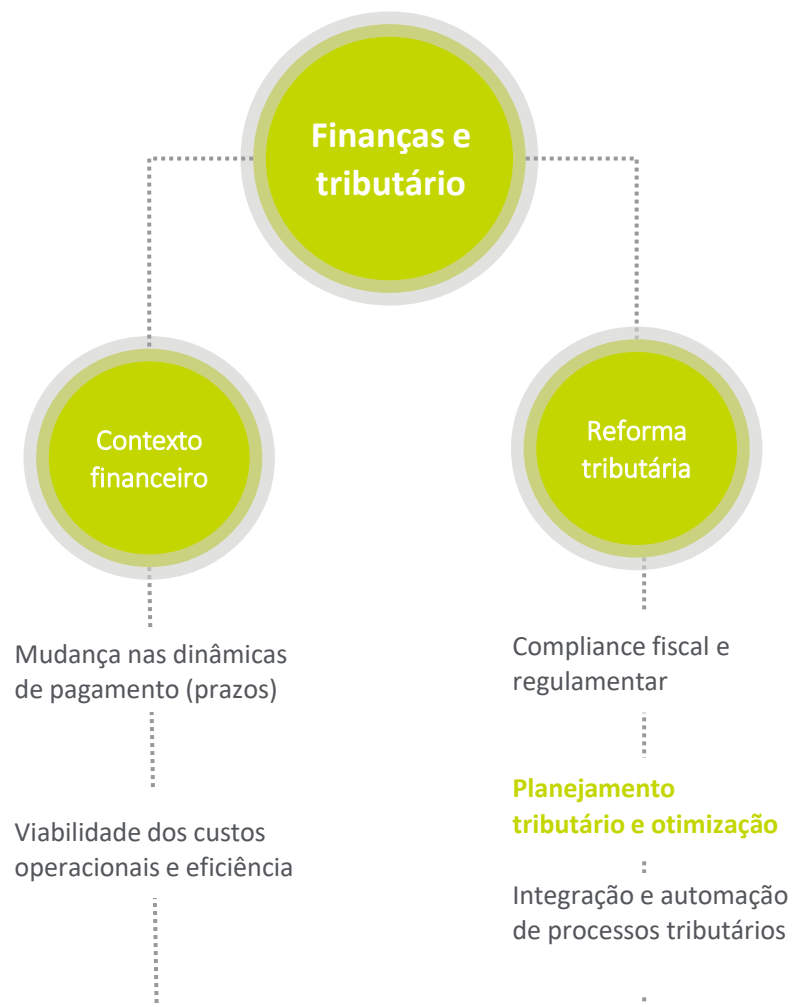 Finanças e
tributário
Contexto
financeiro
Mudança nas dinâmicas
de pagamento (prazos)
Viabilidade dos custos
operacionais e eficiência
Reforma
tributária
Compliance fiscal e
regulamentar
Planejamento
tributário e otimização
Integração e automação
de processos tributários